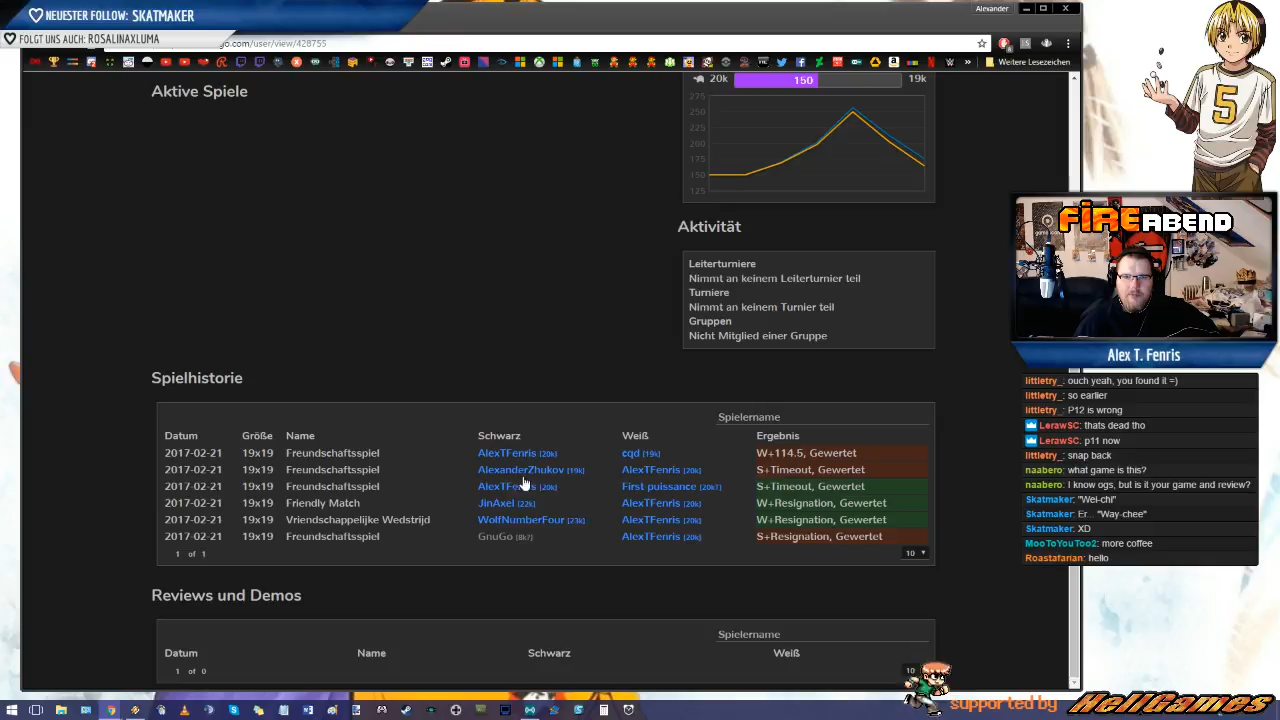 NEUESTER FOLLOW: SKATMAKER
Alexander
FOLGT UNS AUCH: ROSALINAXLUMA
go.com/user/view/428755
Weitere Lesezeichen
Aktive Spiele
20k
150
19k
275
250
225
200
175
150
125
Aktivität
Leiterturniere
Nimmt an keinem Leiterturnier teil
Turniere
Nimmt an keinem Turnier teil
Gruppen
Nicht Mitglied einer Gruppe
Spielhistorie
Spielername
Datum Größe Name Schwarz Weiß Ergebnis
2017-02-21 19x19 Freundschaftsspiel AlexTFenris [20k] cqd [19k] W+114.5, Gewertet
2017-02-21 19x19 Freundschaftsspiel AlexanderZhukov [19k] AlexTFenris [20k] S+Timeout, Gewertet
2017-02-21 19x19 Freundschaftsspiel AlexTFenris [20k] First puissance [20k?] S+Timeout, Gewertet
2017-02-21 19x19 Friendly Match JinAxel [22k] AlexTFenris [20k] W+Resignation, Gewertet
2017-02-21 19x19 Vriendschappelijke Wedstrijd WolfNumberFour [23k] AlexTFenris [20k] W+Resignation, Gewertet
2017-02-21 19x19 Freundschaftsspiel GnuGo [8k?] AlexTFenris [20k] S+Resignation, Gewertet
1 of 1
10
Reviews und Demos
Spielername
Datum Name Schwarz Weiß
1 of 0
10
5
FIREABEND
Alex T. Fenris
littletry_: ouch yeah, you found it =)
littletry_: so earlier
littletry_: P12 is wrong
LerawSC: thats dead tho
LerawSC: p11 now
littletry_: snap back
naabero: what game is this?
naabero: I know ogs, but is it your game and review?
Skatmaker: "Wei-chi"
Skatmaker: Er... "Way-chee"
Skatmaker: XD
MooToYouToo2: more coffee
Roastafarian: hello
supported by HellGames